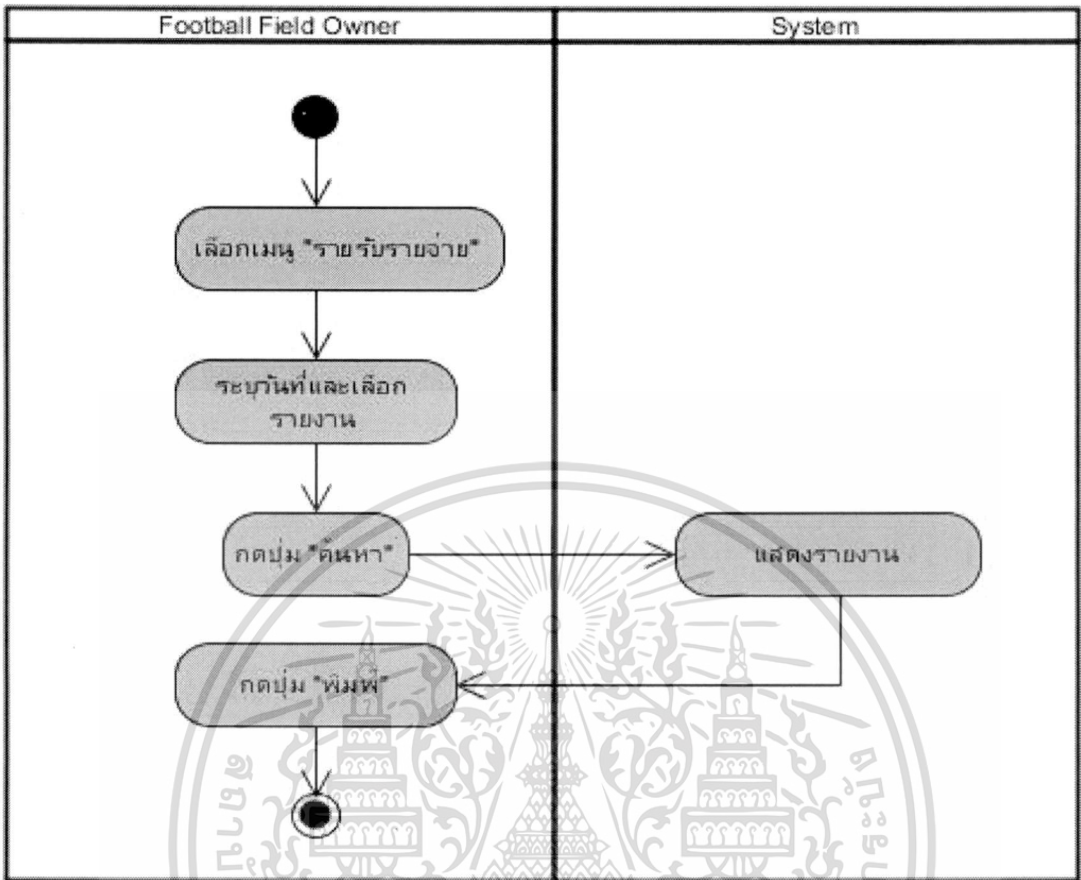 Football Field Owner
System
เลือกเมนู "รายรับรายจ่าย"
ระบุวันที่และเลือก
รายงาน
กดปุ่ม "ค้นหา"
แสดงรายงาน
กดปุ่ม "พิมพ์"